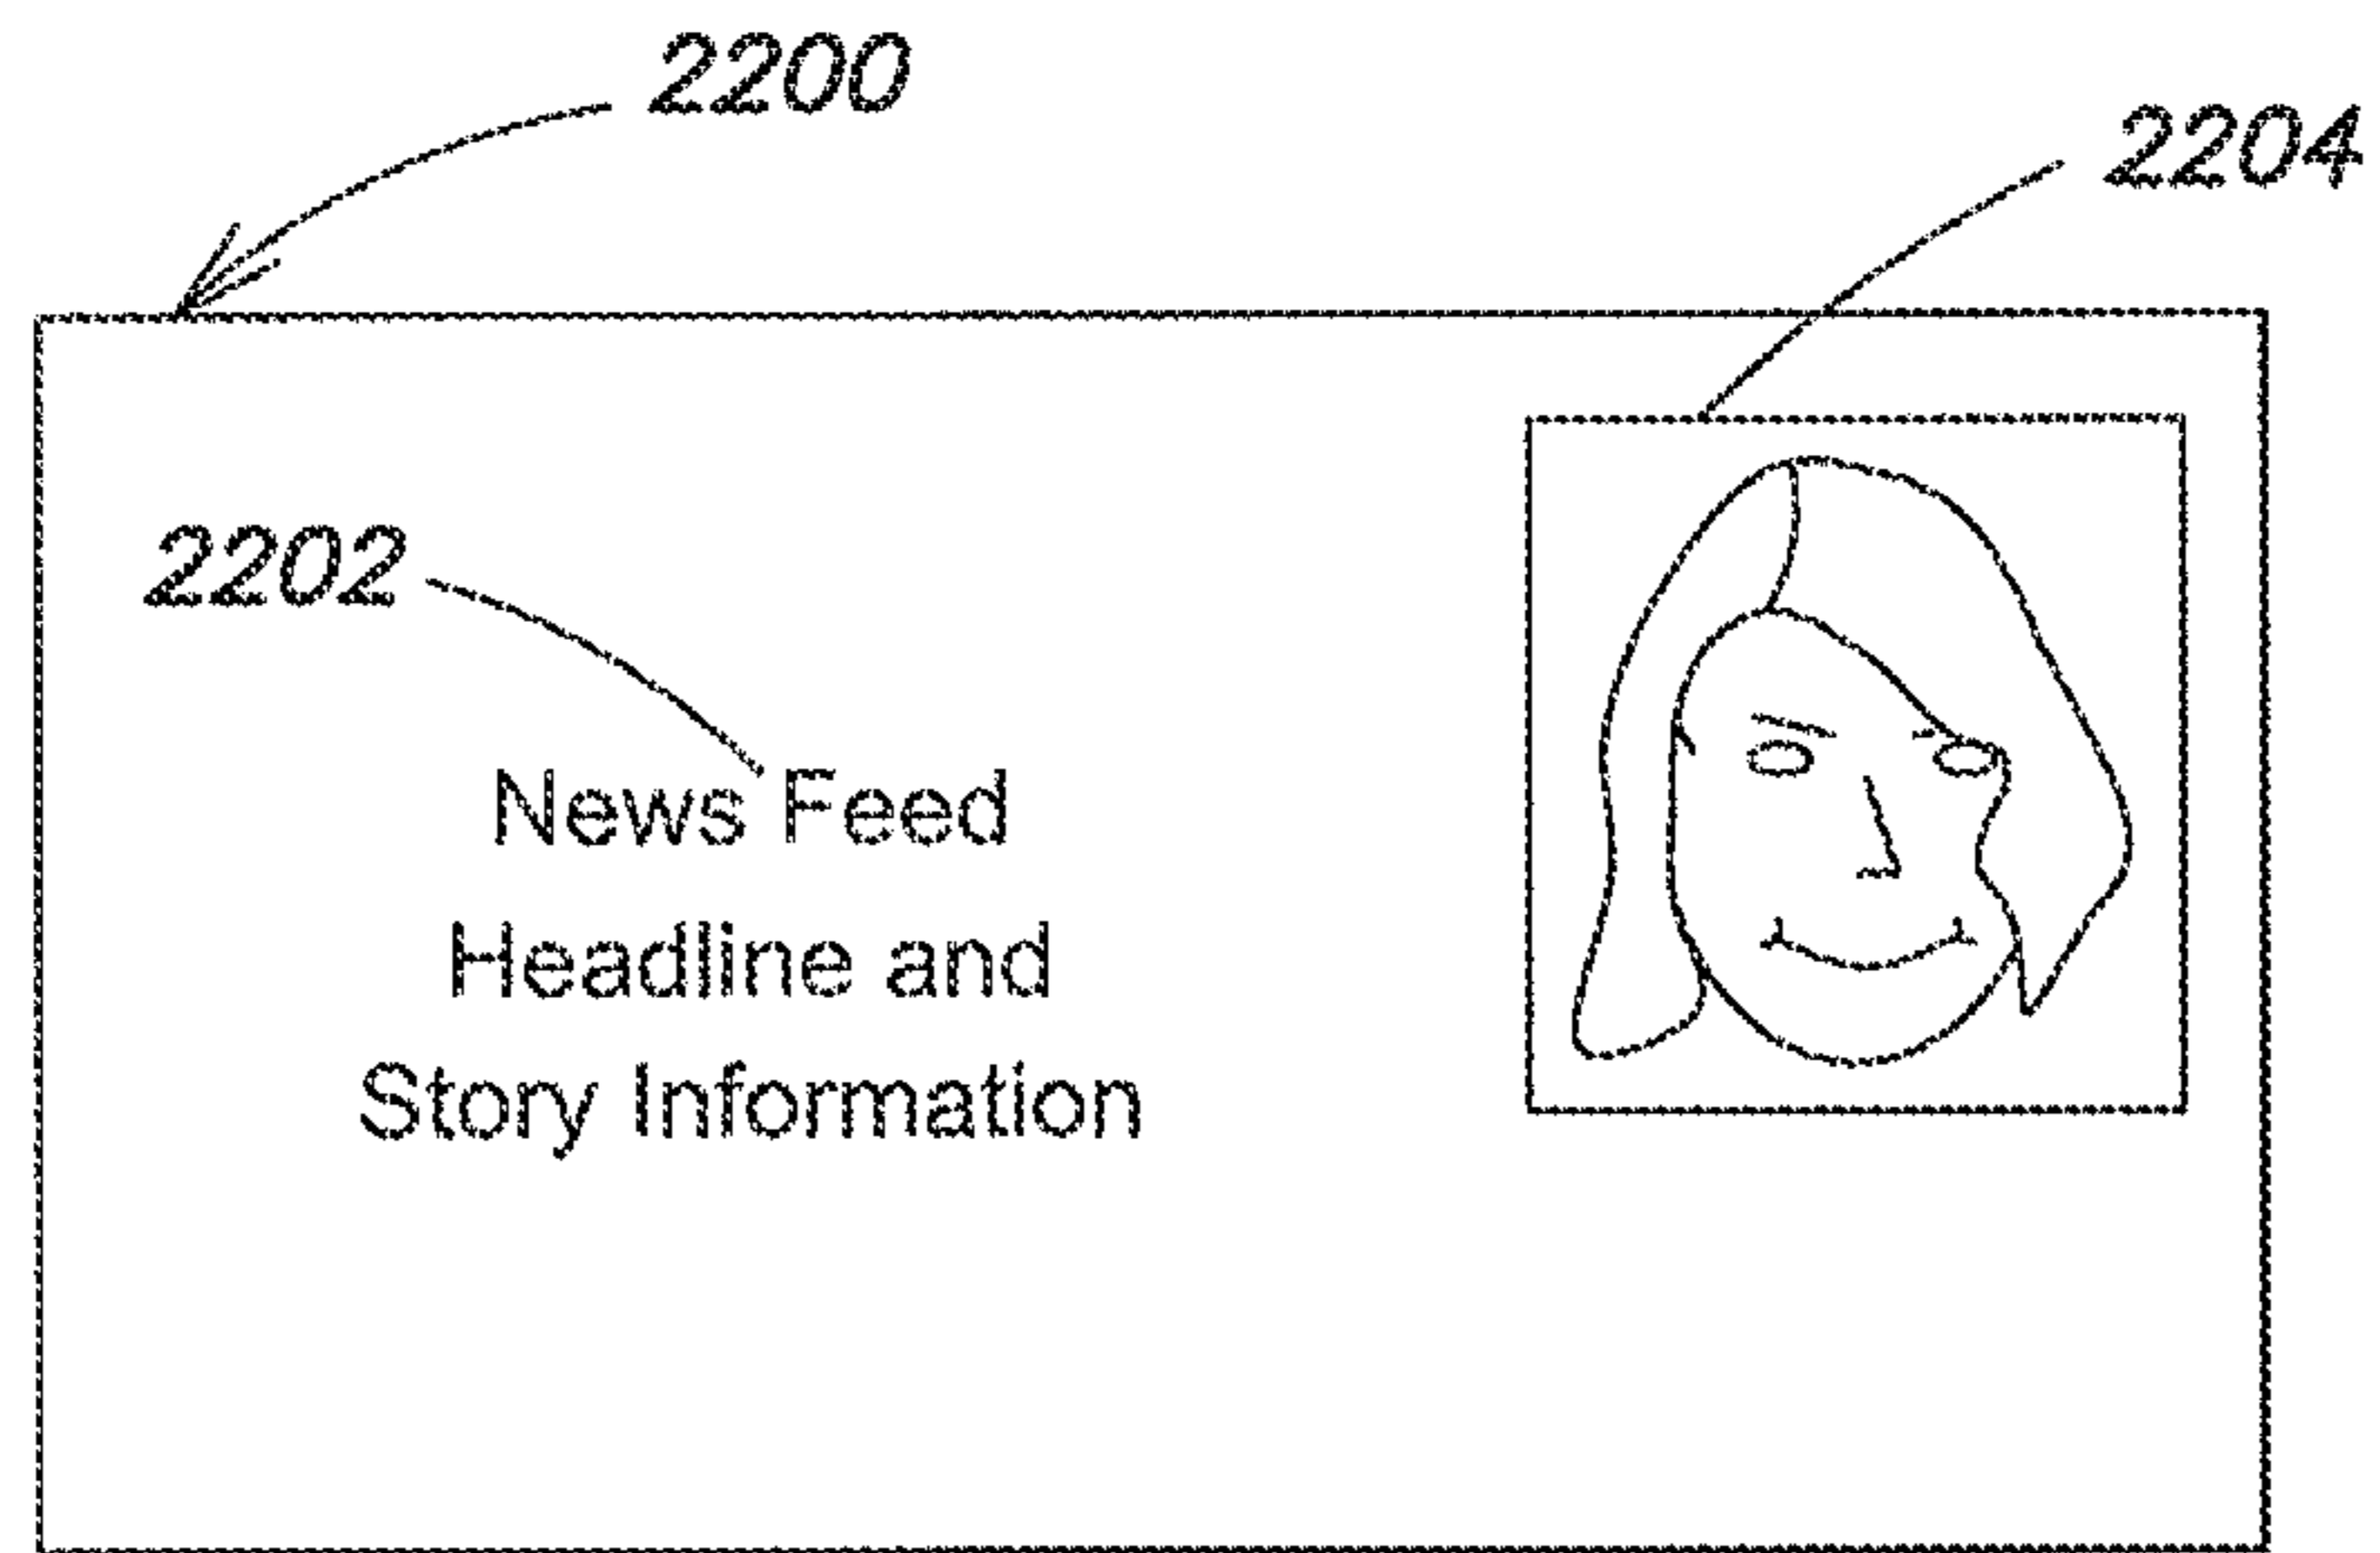 2200
2204
2202
News Feed
Headline and
Story Information